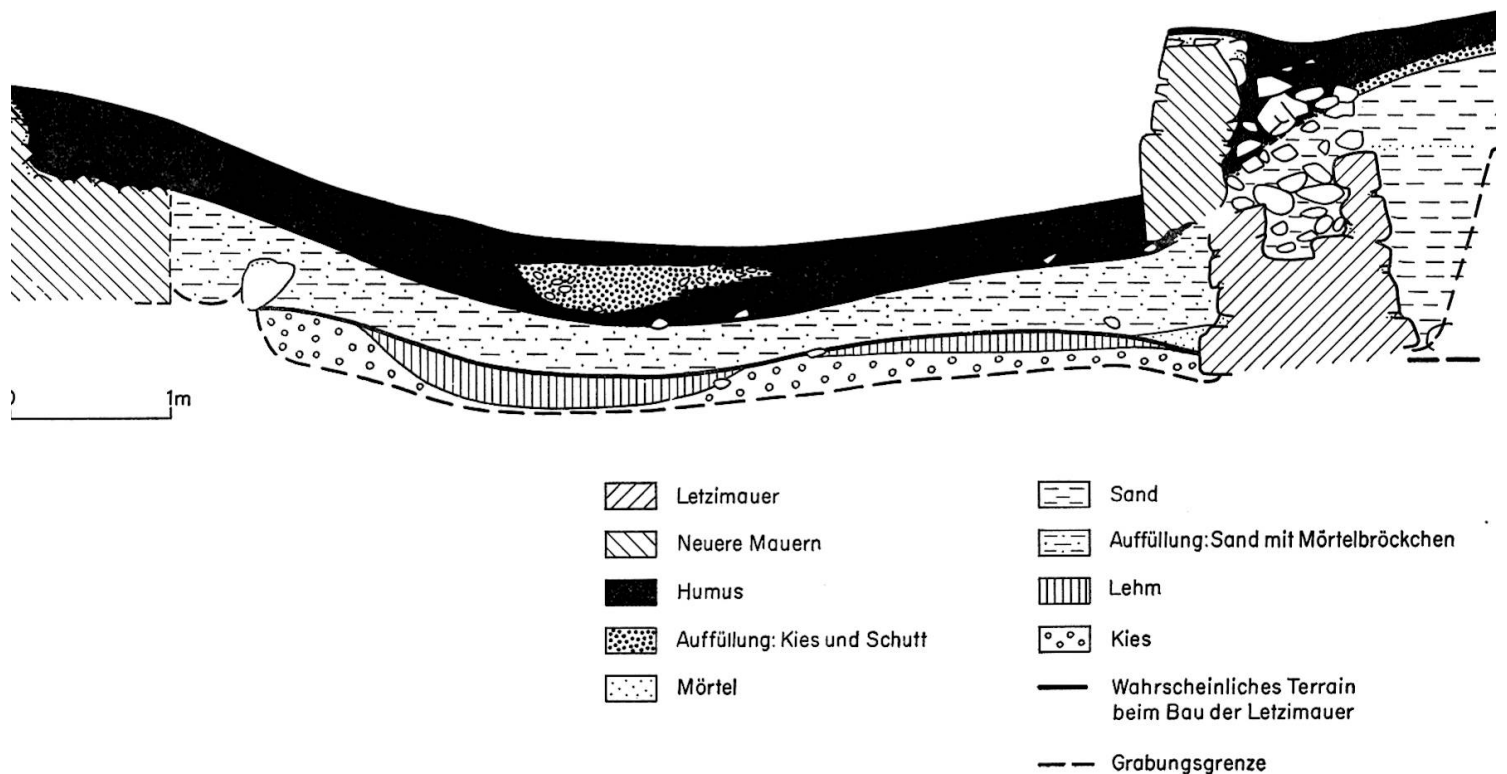 0 1m
Letzimauer
Neuere Mauern
Humus
Auffüllung: Kies und Schutt
Mörtel
Sand
Auffüllung: Sand mit Mörtelbröckchen
Lehm
Kies
Wahrscheinliches Terrain
beim Bau der Letzimauer
Grabungsgrenze